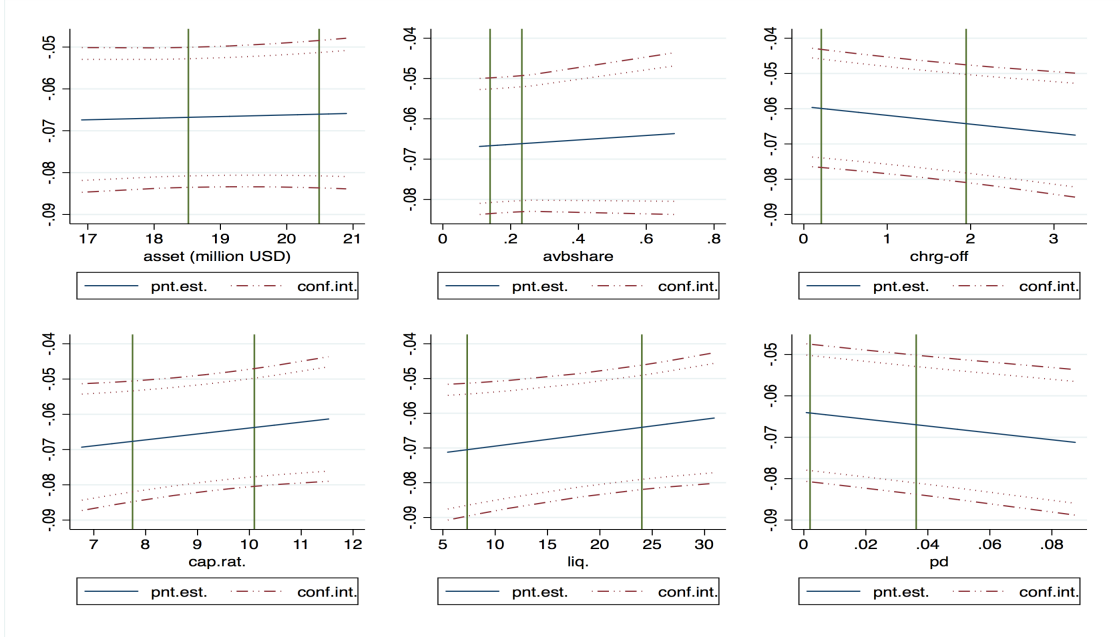 -.05
-.06
-.07
-.08
-.09
17 18 19 20 21
asset (million USD)
pnt.est. conf.int.
-.04
-.05
-.06
-.07
-.08
0 .2 .4 .6 .8
avbshare
pnt.est. conf.int.
-.04
-.05
-.06
-.07
-.08
-.09
0 1 2 3
chrg-off
pnt.est. conf.int.
-.04
-.05
-.06
-.07
-.08
-.09
7 8 9 10 11 12
cap.rat.
pnt.est. conf.int.
-.04
-.05
-.06
-.07
-.08
-.09
5 10 15 20 25 30
liq.
pnt.est. conf.int.
-.05
-.06
-.07
-.08
-.09
0 .02 .04 .06 .08
pd
pnt.est. conf.int.